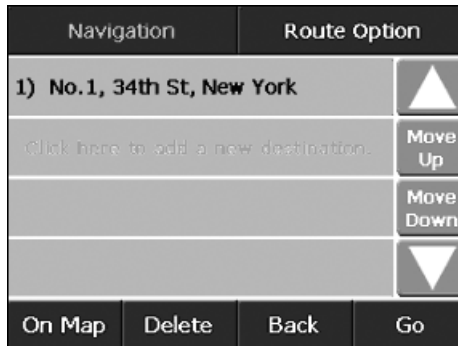 Navigation
Route Option
1) No.1, 34th St, New York
Click here to add a new destination.
Move
Up
Move
Down
On Map
Delete
Back
Go